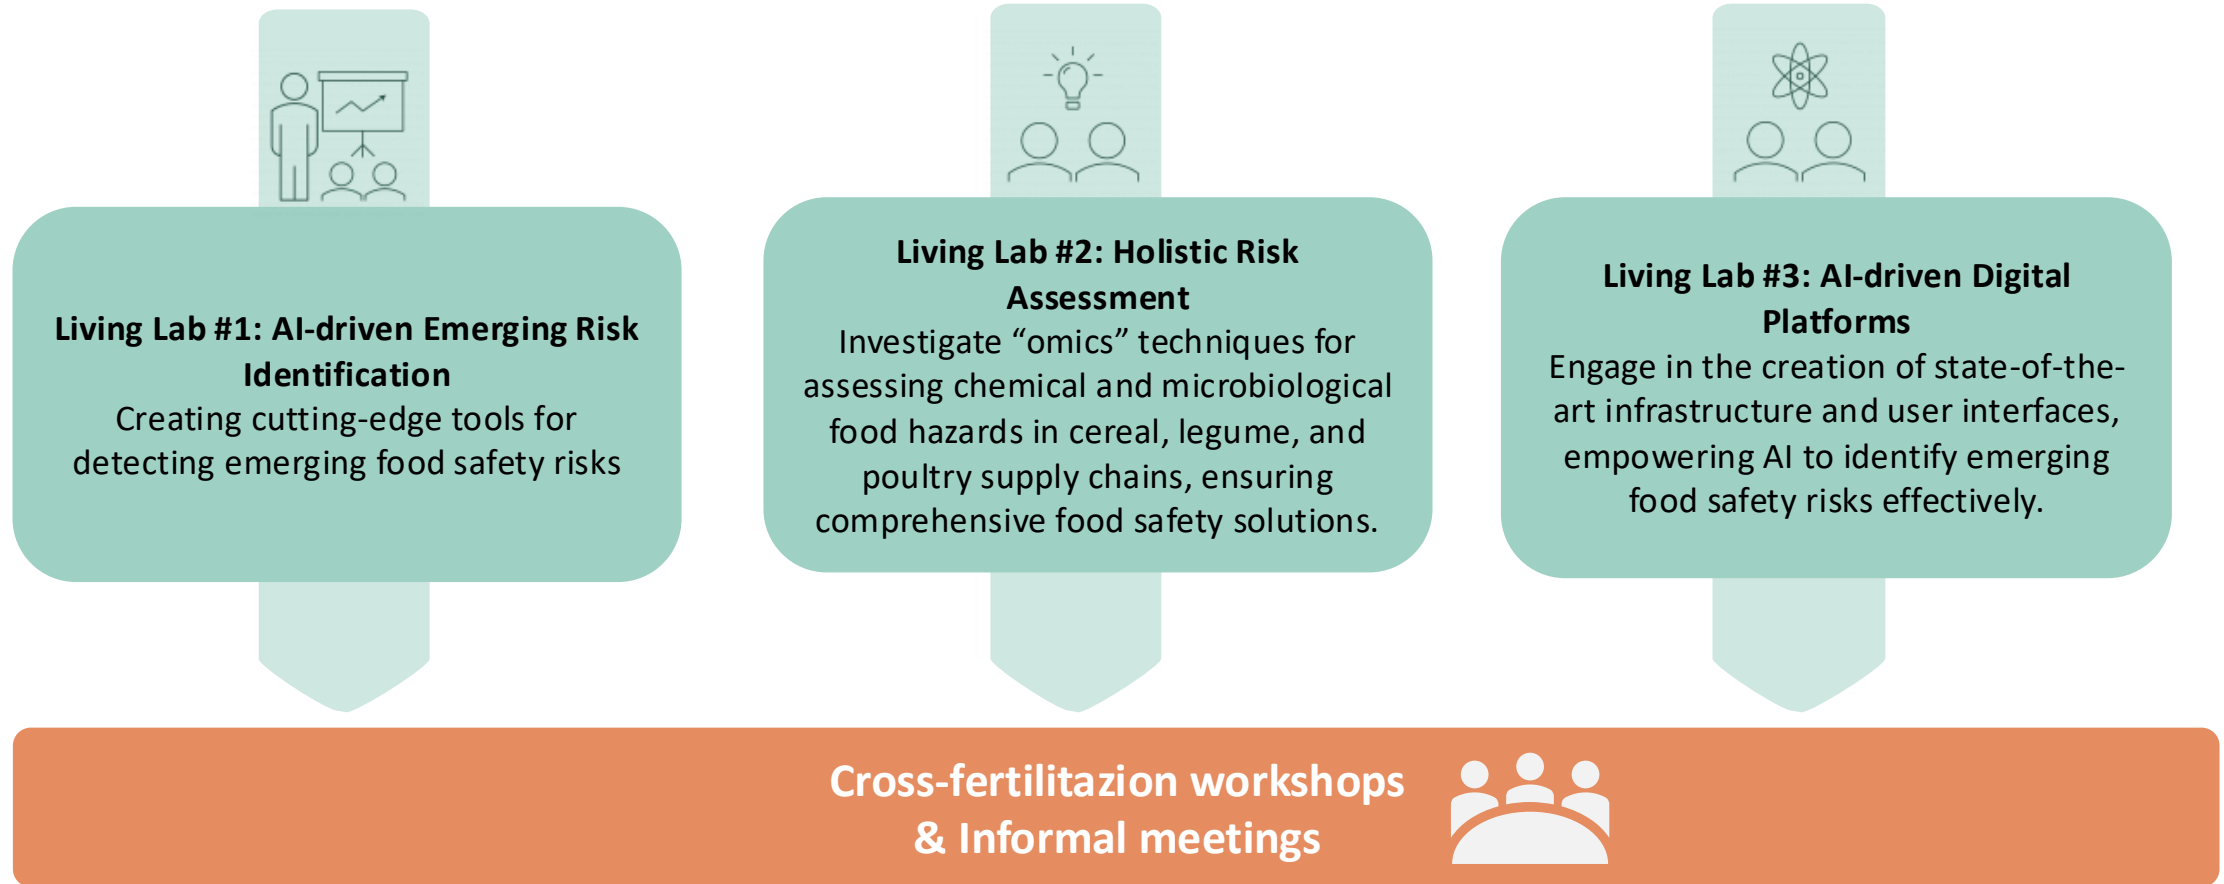 Living Lab #1: AI-driven Emerging Risk
Identification
Creating cutting-edge tools for
detecting emerging food safety risks
Living Lab #2: Holistic Risk
Assessment
Investigate “omics” techniques for
assessing chemical and microbiological
food hazards in cereal, legume, and
poultry supply chains, ensuring
comprehensive food safety solutions.
Living Lab #3: AI-driven Digital
Platforms
Engage in the creation of state-of-the-
art infrastructure and user interfaces,
empowering AI to identify emerging
food safety risks effectively.
Cross-fertilitazion workshops
& Informal meetings